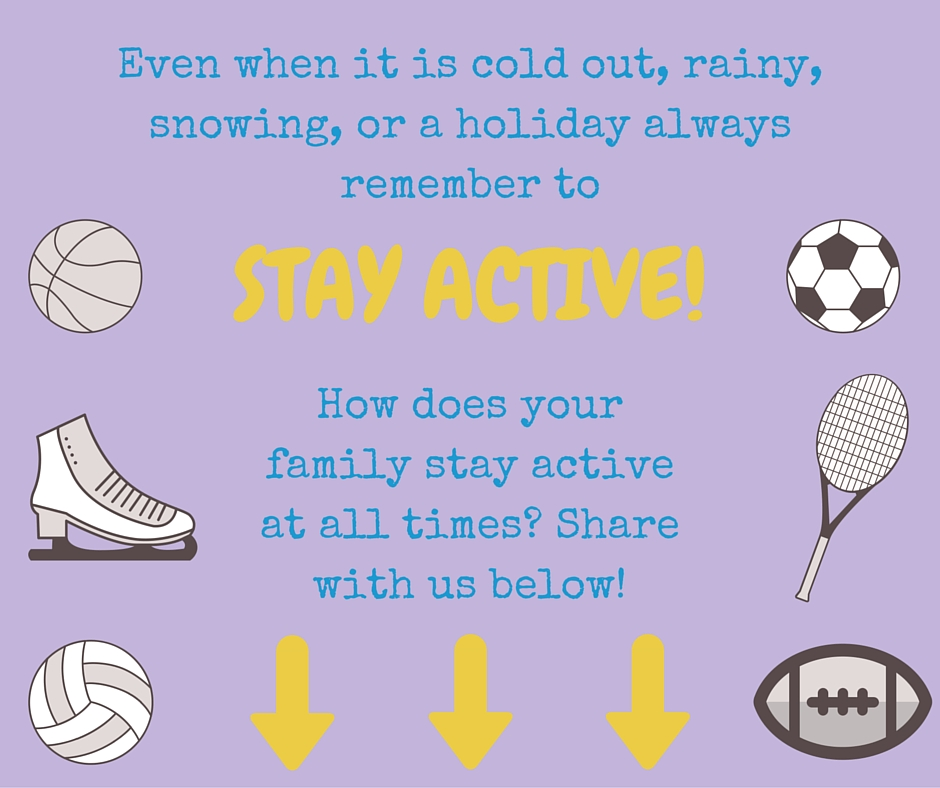 Even when it is cold out, rainy,
snowing, or a holiday always
remember to
STAY ACTIVE!
How does your
family stay active
at all times? Share
with us below!